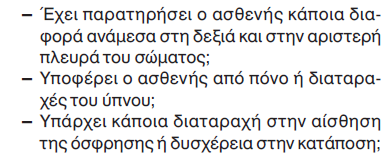 – Έχει παρατηρήσει ο ασθενής κάποια δια-
φορά ανάμεσα στη δεξιά και στην αριστερή
πλευρά του σώματος;
– Υποφέρει ο ασθενής από πόνο ή διαταρα-
χές του ύπνου;
– Υπάρχει κάποια διαταραχή στην αίσθηση
της όσφρησης ή δυσχέρεια στην κατάποση;